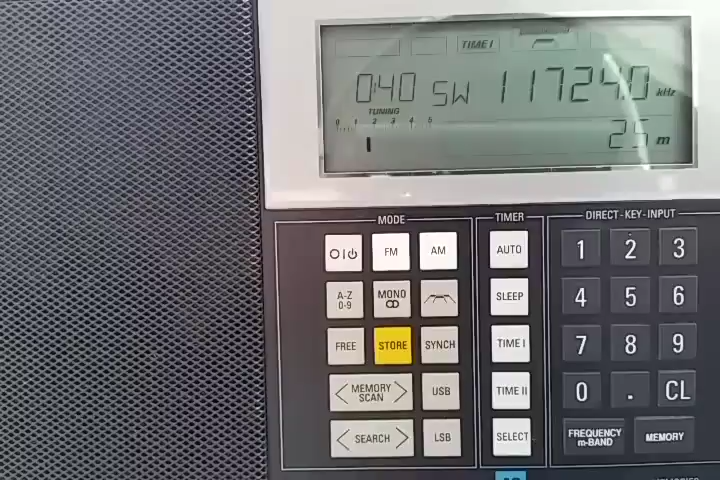 TIME I
0:40 SW 117240 kHz
TUNING
0 1 2 3 4 5
25 m
MODE
TIMER
DIRECT-KEY-INPUT
FM AM
AUTO
1 2 3
A-Z
0-9
MONO
SLEEP
4 5 6
FREE STORE SYNCH
TIME I
7 8 9
MEMORY
SCAN
USB
TIME II
0 . CL
SEARCH
LSB
SELECT
FREQUENCY
m-BAND
MEMORY